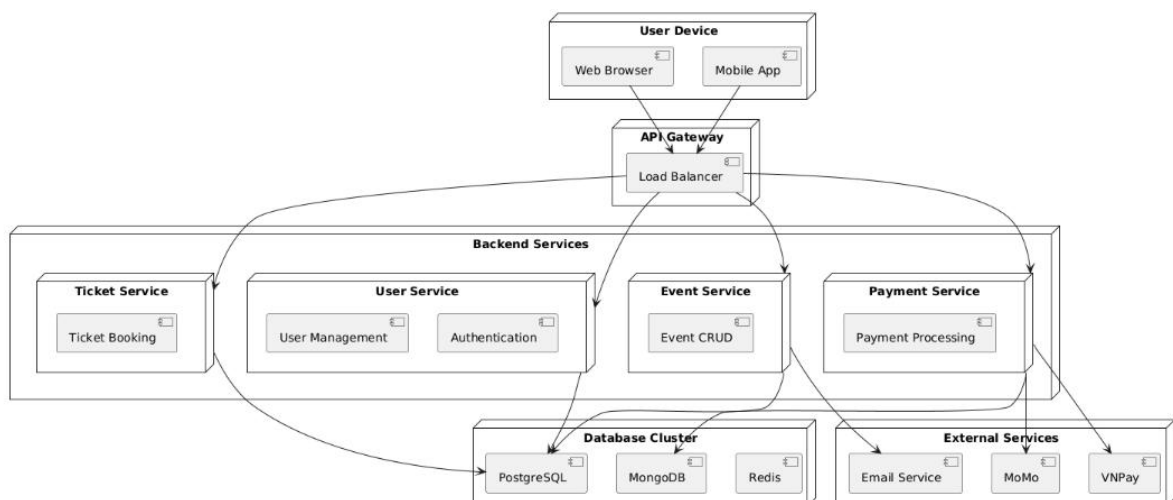 User Device
Web Browser
Mobile App
API Gateway
Load Balancer
Backend Services
Ticket Service
User Service
Event Service
Payment Service
Ticket Booking
User Management
Authentication
Event CRUD
Payment Processing
Database Cluster
External Services
PostgreSQL
MongoDB
Redis
Email Service
MoMo
VNPay